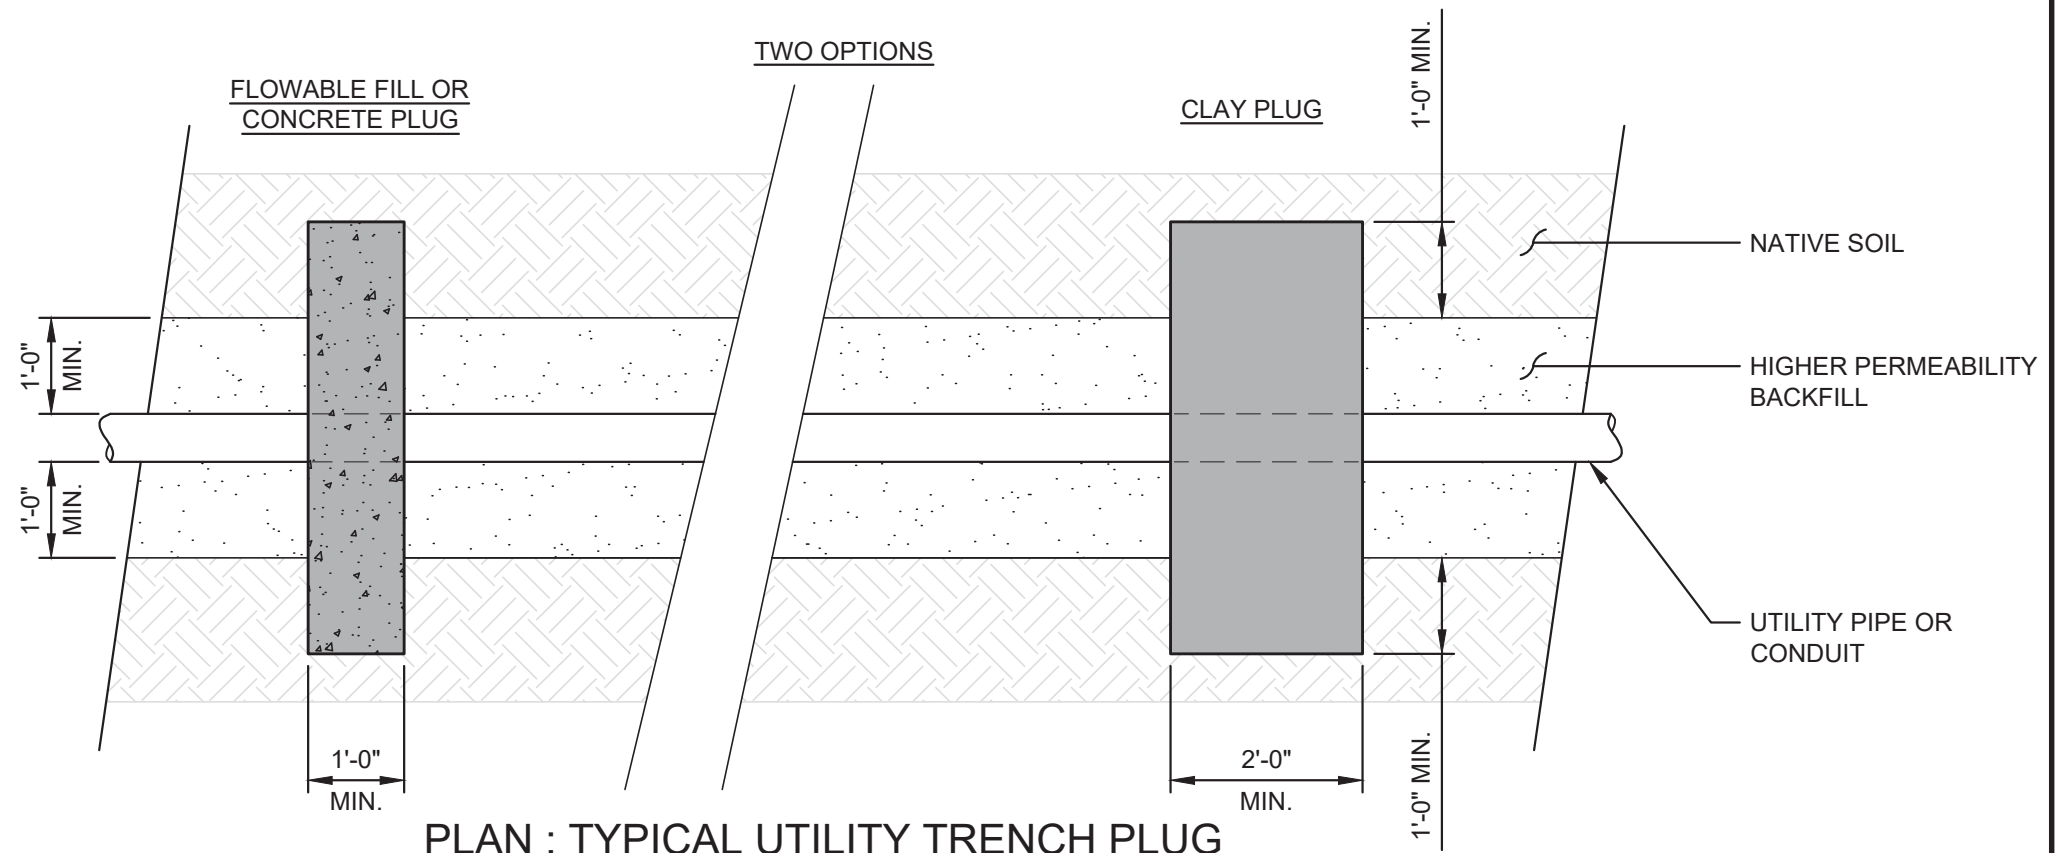 TWO OPTIONS
FLOWABLE FILL OR
CONCRETE PLUG
CLAY PLUG
1'-0" MIN.
NATIVE SOIL
1'-0"
MIN.
HIGHER PERMEABILITY
BACKFILL
1'-0"
MIN.
UTILITY PIPE OR
CONDUIT
1'-0"
MIN.
2'-0"
MIN.
1'-0" MIN.
PLAN : TYPICAL UTILITY TRENCH PLUG